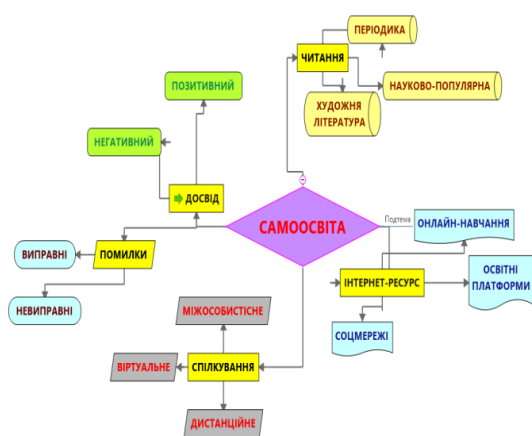 ПЕРІОДИКА
ЧИТАННЯ
НАУКОВО-ПОПУЛЯРНА
ХУДОЖНЯ
ЛІТЕРАТУРА
ПОЗИТИВНИЙ
НЕГАТИВНИЙ
ДОСВІД
САМООСВІТА
Подтема
ОНЛАЙН-НАВЧАННЯ
ПОМИЛКИ
ВИПРАВНІ
НЕВИПРАВНІ
ІНТЕРНЕТ-РЕСУРС
ОСВІТНІ
ПЛАТФОРМИ
СОЦМЕРЕЖІ
МІЖОСОБИСТІСНЕ
ВІРТУАЛЬНЕ
СПІЛКУВАННЯ
ДИСТАНЦІЙНЕ